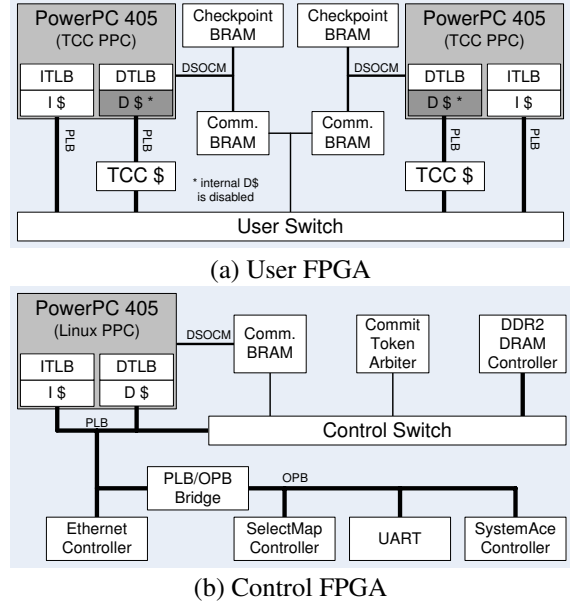 PowerPC 405
(TCC PPC)
ITLB
I $
DTLB
D $ *
DSOCM
Checkpoint
BRAM
Comm.
BRAM
PLB
PLB
TCC $
* internal D$
is disabled
Checkpoint
BRAM
Comm.
BRAM
DSOCM
PowerPC 405
(TCC PPC)
DTLB
D $ *
ITLB
I $
PLB
PLB
TCC $
User Switch
(a) User FPGA
PowerPC 405
(Linux PPC)
ITLB
I $
DTLB
D $
DSOCM
Comm.
BRAM
Commit
Token
Arbiter
DDR2
DRAM
Controller
PLB
Control Switch
PLB/OPB
Bridge
OPB
Ethernet
Controller
SelectMap
Controller
UART
SystemAce
Controller
(b) Control FPGA